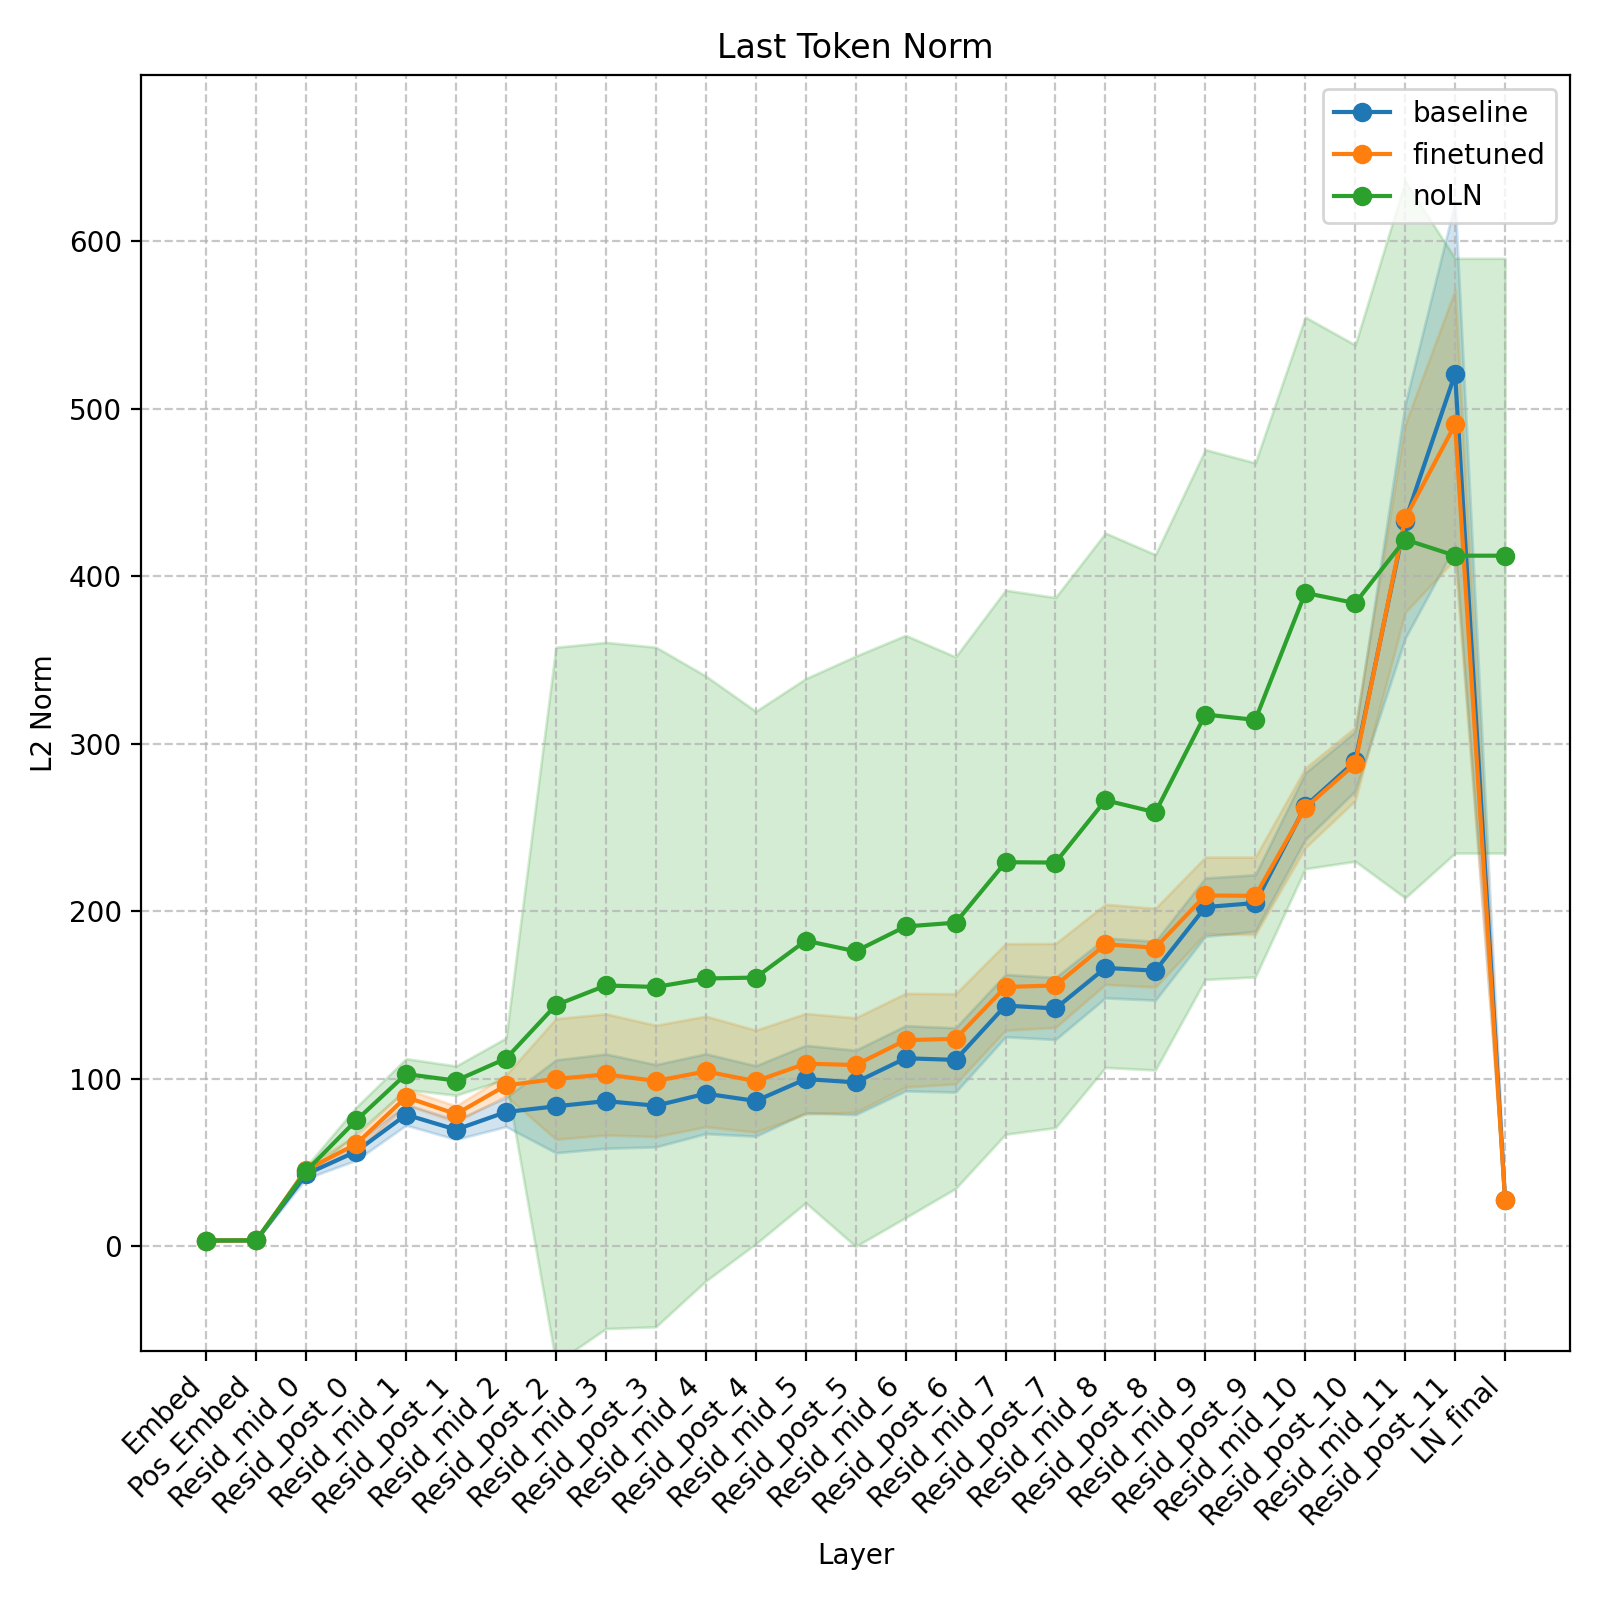 Last Token Norm
baseline
finetuned
noLN
L2 Norm
600
500
400
300
200
100
0
Embed
Pos_Embed
Resid_mid_0
Resid_post_0
Resid_mid_1
Resid_post_1
Resid_mid_2
Resid_post_2
Resid_mid_3
Resid_post_3
Resid_mid_4
Resid_post_4
Resid_mid_5
Resid_post_5
Resid_mid_6
Resid_post_6
Resid_mid_7
Resid_post_7
Resid_mid_8
Resid_post_8
Resid_mid_9
Resid_post_9
Resid_mid_10
Resid_post_10
Resid_mid_11
Resid_post_11
LN_final
Layer